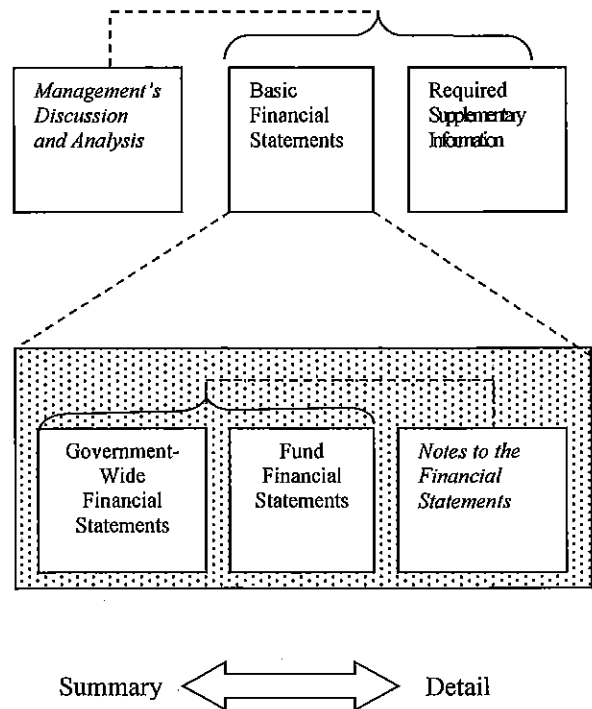 Management's
Discussion
and Analysis
Basic
Financial
Statements
Required
Supplementary
Information
Government-
Wide
Financial
Statements
Fund
Financial
Statements
Notes to the
Financial
Statements
Summary
Detail